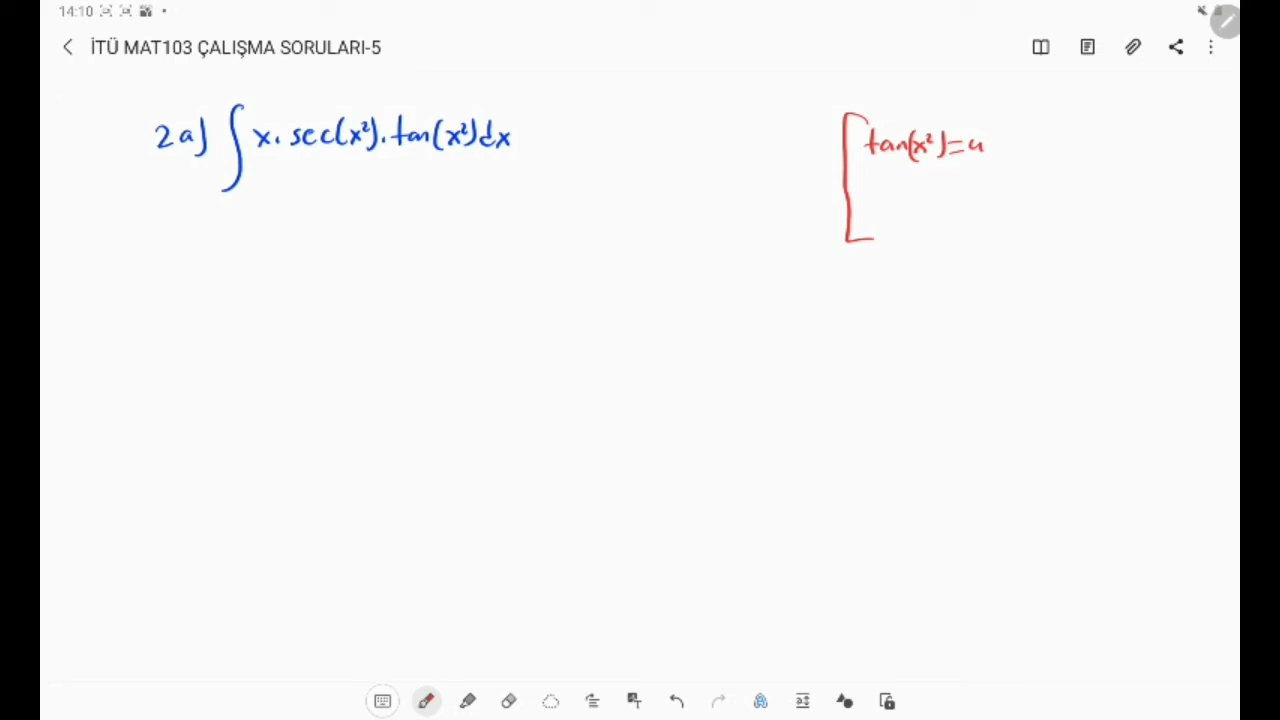 14:10
İTÜ MAT103 ÇALIŞMA SORULARI-5
2a) ∫ x. sec(x²). tan(x²)dx
tan(x²)=u